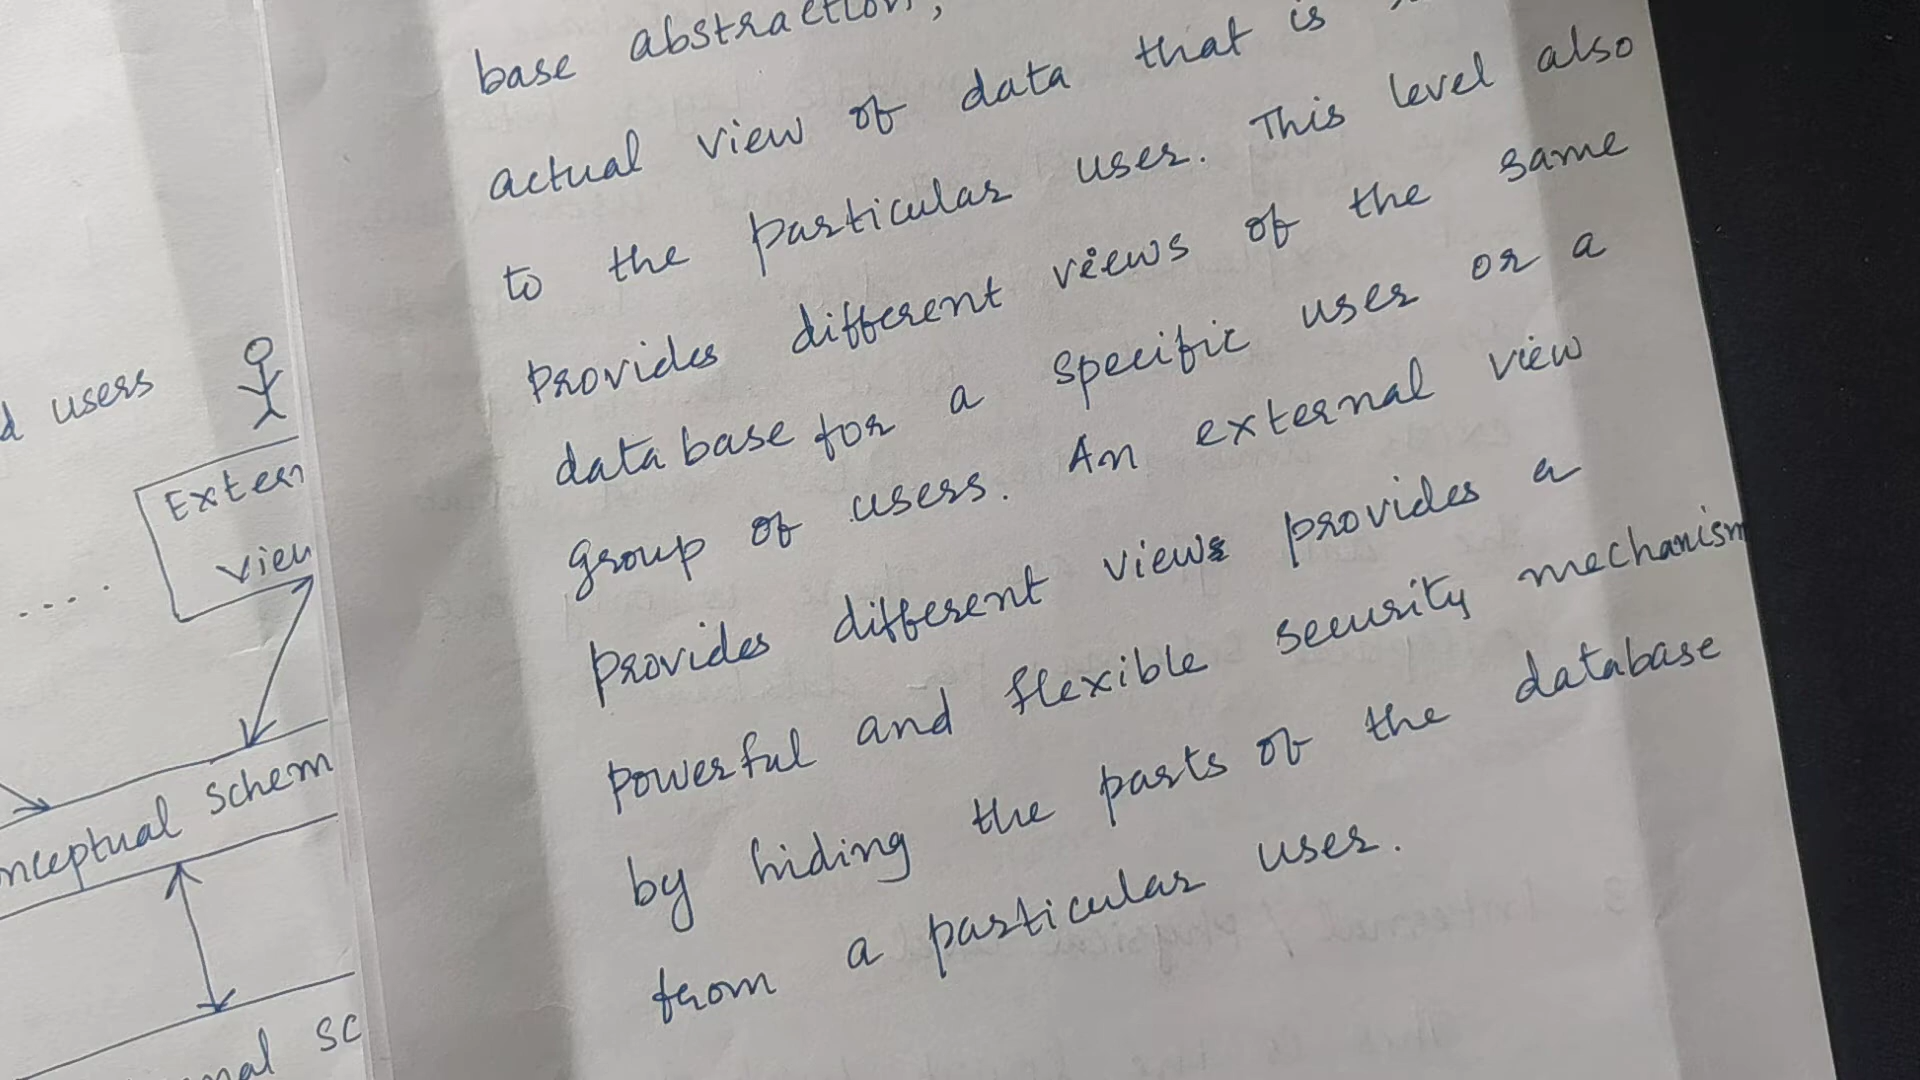 d users
Extern
view
....
onceptual schem
nal sc
base abstraction,
actual view of data that is
to the particular user. This level also
provides different views of the same
database for a specific user or a
group of users. An external view
provides different views provides a
powerful and flexible security mechanism
by hiding the parts of the database
from a particular user.